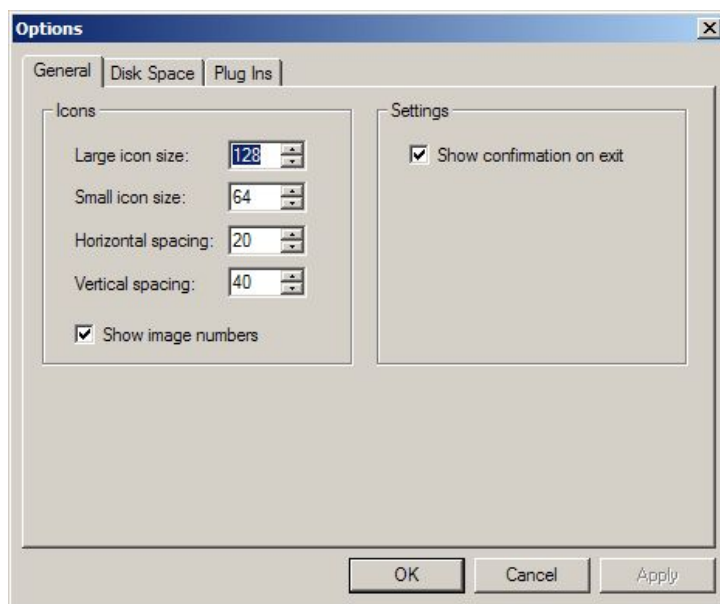 Options
General Disk Space Plug Ins
Icons
Large icon size: 128
Small icon size: 64
Horizontal spacing: 20
Vertical spacing: 40
Show image numbers
Settings
Show confirmation on exit
OK Cancel Apply